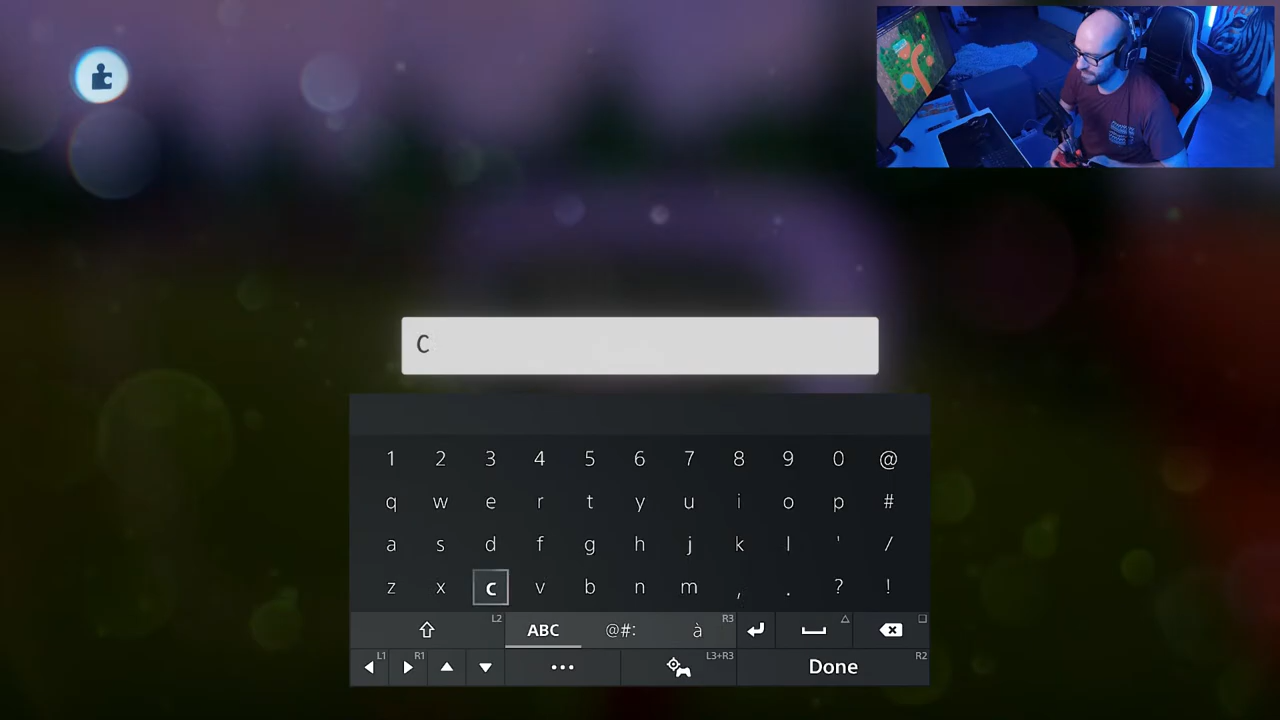 C
1 2 3 4 5 6 7 8 9 0 @
q w e r t y u i o p #
a s d f g h j k l ' /
z x c v b n m , . ? !
L2 ABC @#: à R3 △ □
L1 R1 ... L3+R3 Done R2